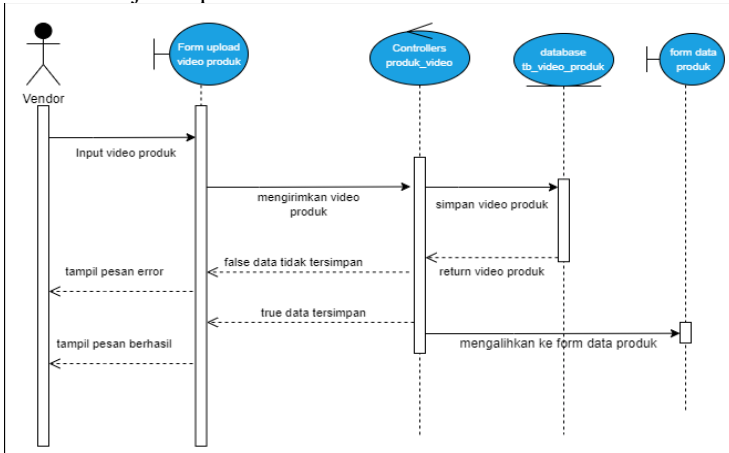 Form upload
video produk
Controllers
produk_video
database
tb_video_produk
form data
produk
Vendor
Input video produk
mengirimkan video
produk
simpan video produk
false data tidak tersimpan
return video produk
tampil pesan error
true data tersimpan
tampil pesan berhasil
mengalihkan ke form data produk